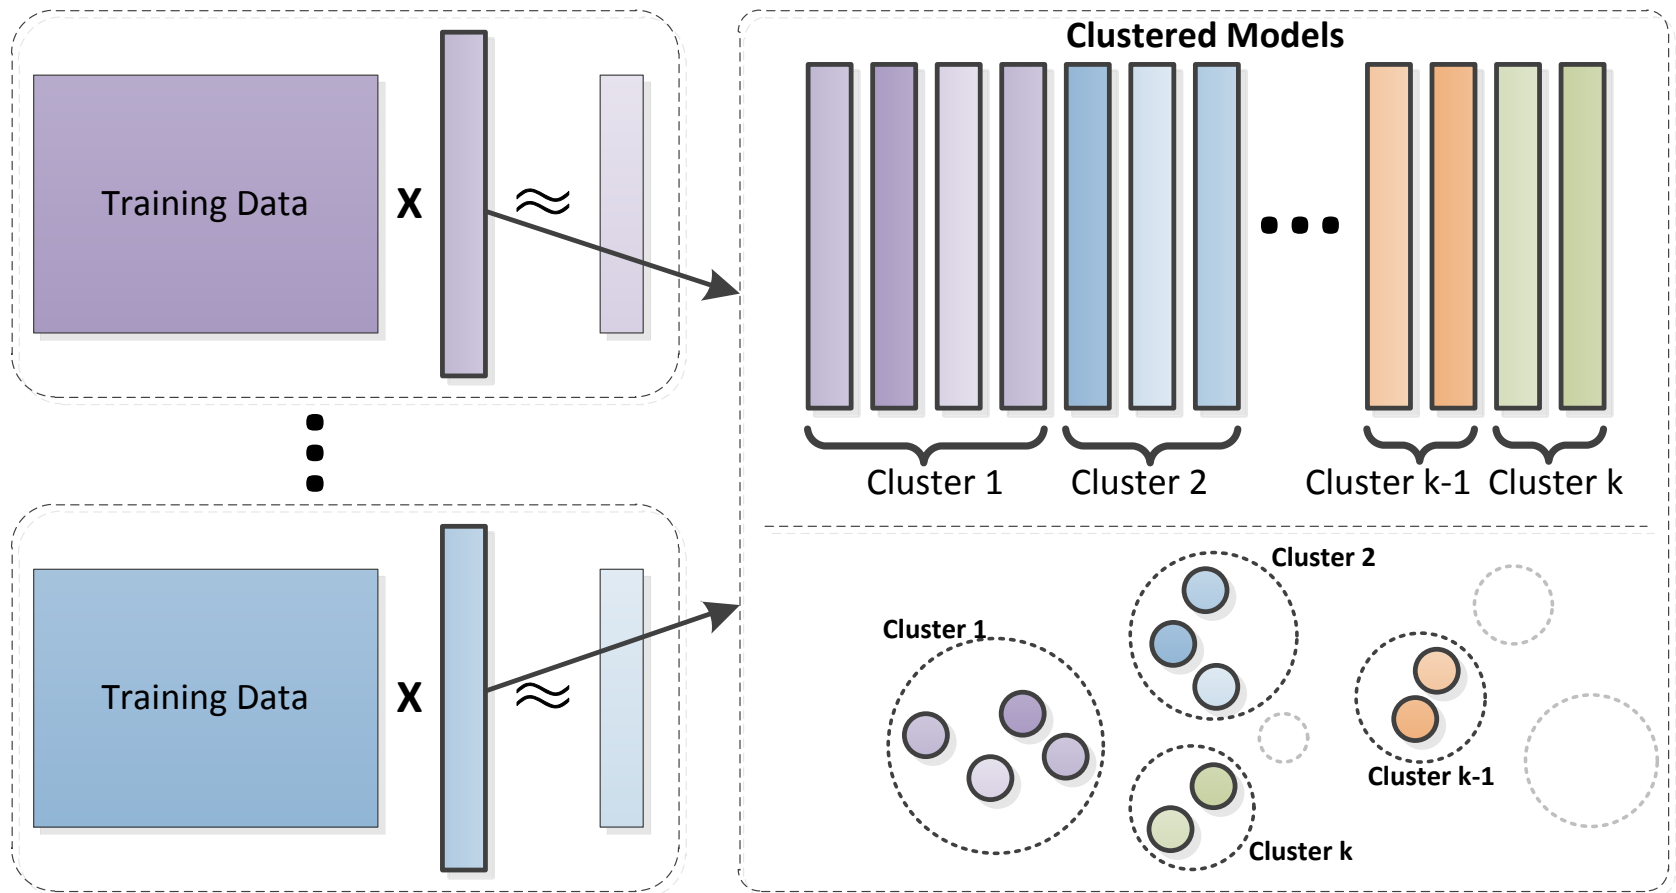 Training Data X ≈
Training Data X ≈
Clustered Models
Cluster 1 Cluster 2 Cluster k-1 Cluster k
Cluster 2
Cluster 1
Cluster k-1
Cluster k